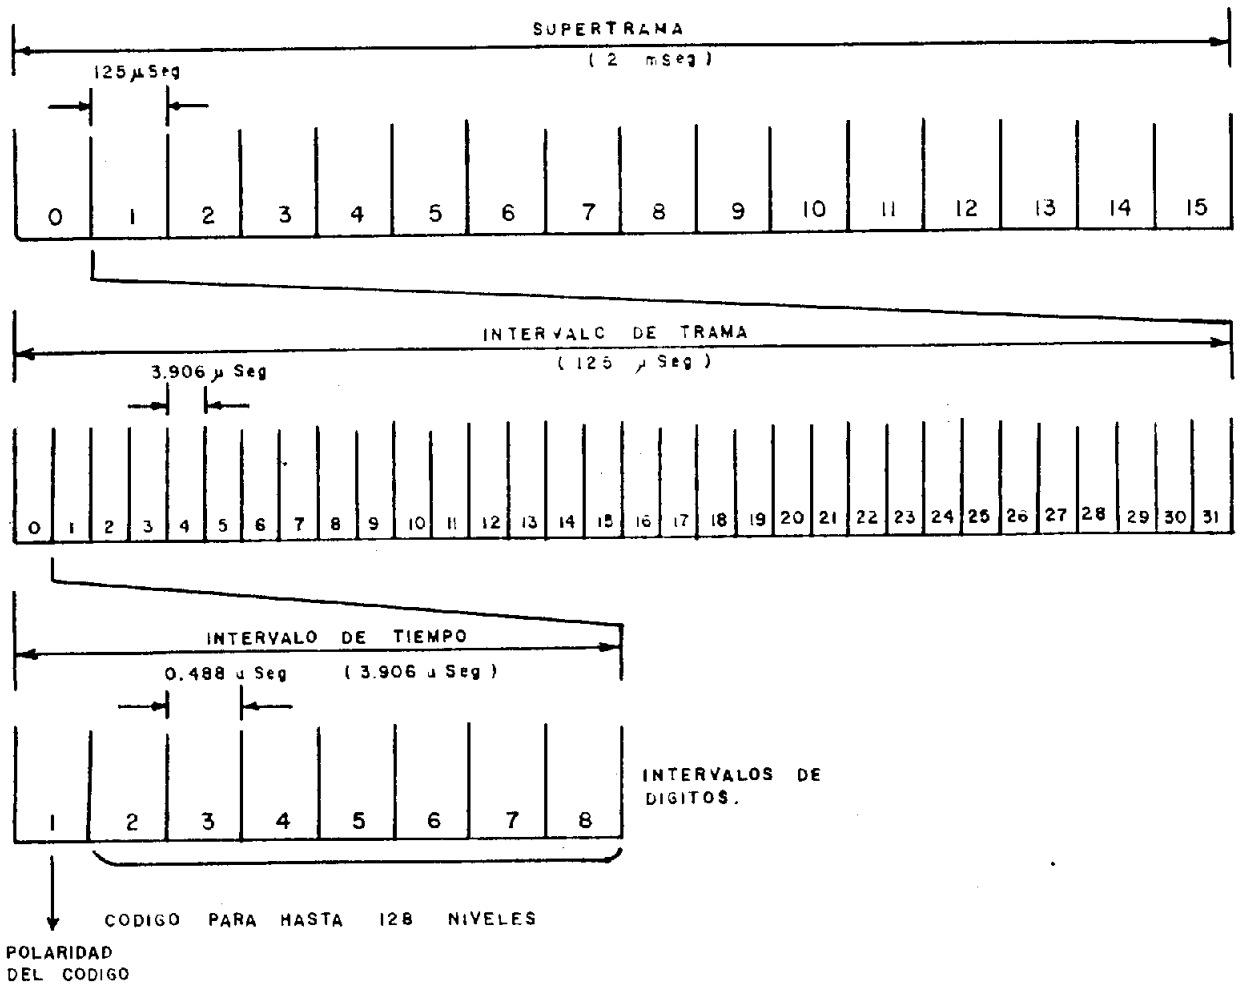 SUPERTRAMA
( 2 mSeg )
125 µSeg
0 1 2 3 4 5 6 7 8 9 10 11 12 13 14 15
INTERVALO DE TRAMA
( 125 µ Seg )
3.906 µ Seg
0 1 2 3 4 5 6 7 8 9 10 11 12 13 14 15 16 17 18 19 20 21 22 23 24 25 26 27 28 29 30 31
INTERVALO DE TIEMPO
0.488 u Seg ( 3.906 u Seg )
1 2 3 4 5 6 7 8
INTERVALOS DE
DIGITOS.
CODIGO PARA HASTA 128 NIVELES
POLARIDAD
DEL CODIGO